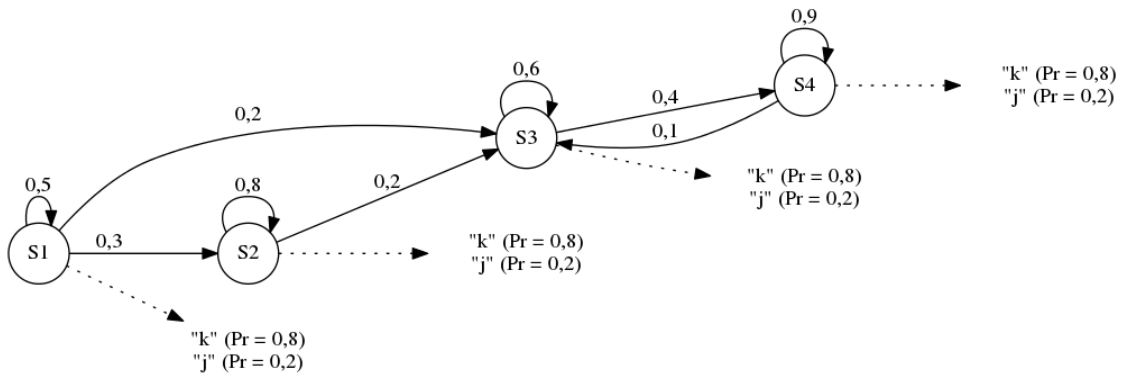 0,9
S4
"k" (Pr = 0,8)
"j" (Pr = 0,2)
0,6
S3
0,4
0,1
0,2
"k" (Pr = 0,8)
"j" (Pr = 0,2)
0,5
S1
0,3
0,8
S2
0,2
"k" (Pr = 0,8)
"j" (Pr = 0,2)
"k" (Pr = 0,8)
"j" (Pr = 0,2)